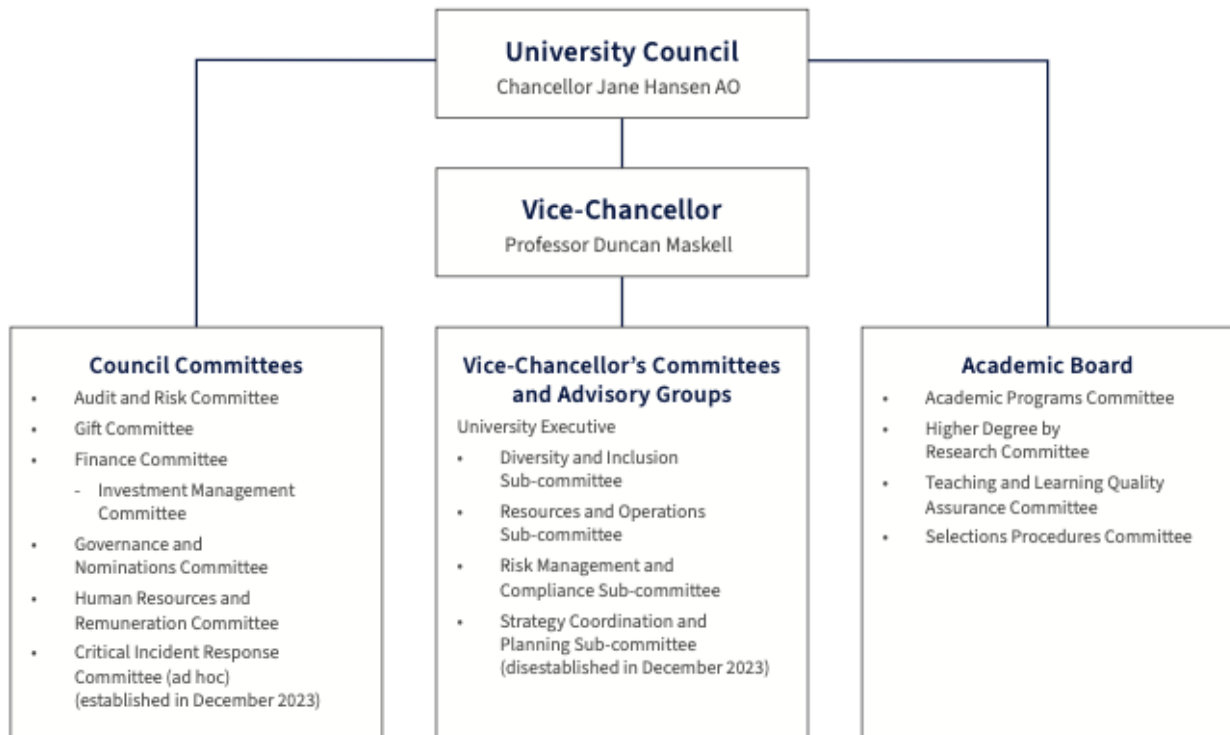 University Council
Chancellor Jane Hansen AO
Vice-Chancellor
Professor Duncan Maskell
Council Committees
• Audit and Risk Committee
• Gift Committee
• Finance Committee
- Investment Management
Committee
• Governance and
Nominations Committee
• Human Resources and
Remuneration Committee
• Critical Incident Response
Committee (ad hoc)
(established in December 2023)
Vice-Chancellor’s Committees
and Advisory Groups
University Executive
• Diversity and Inclusion
Sub-committee
• Resources and Operations
Sub-committee
• Risk Management and
Compliance Sub-committee
• Strategy Coordination and
Planning Sub-committee
(disestablished in December 2023)
Academic Board
• Academic Programs Committee
• Higher Degree by
Research Committee
• Teaching and Learning Quality
Assurance Committee
• Selections Procedures Committee